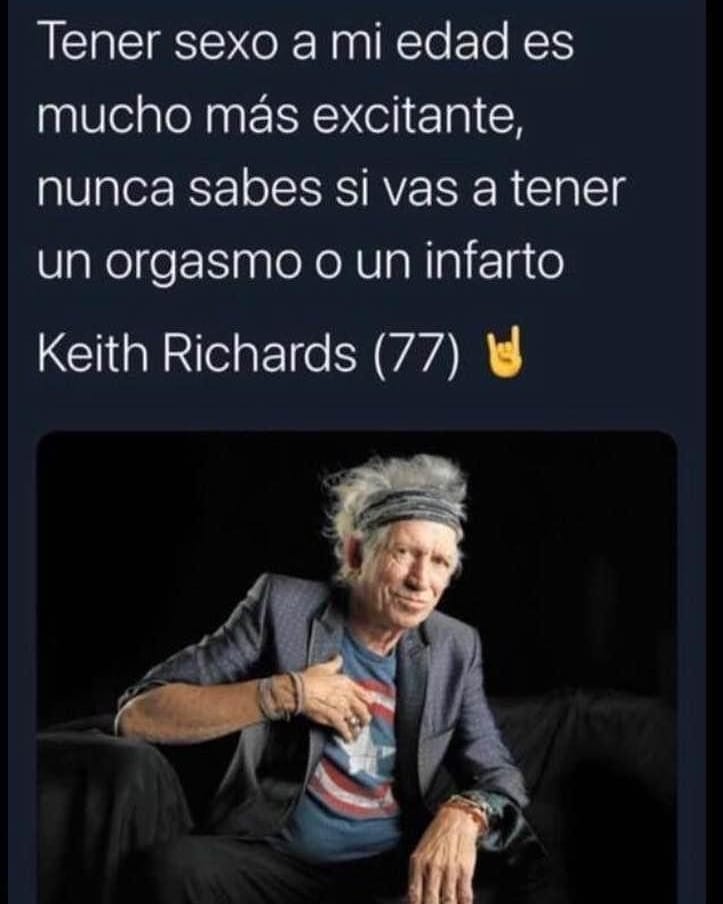 Tener sexo a mi edad es
mucho más excitante,
nunca sabes si vas a tener
un orgasmo o un infarto
Keith Richards (77) 🤘